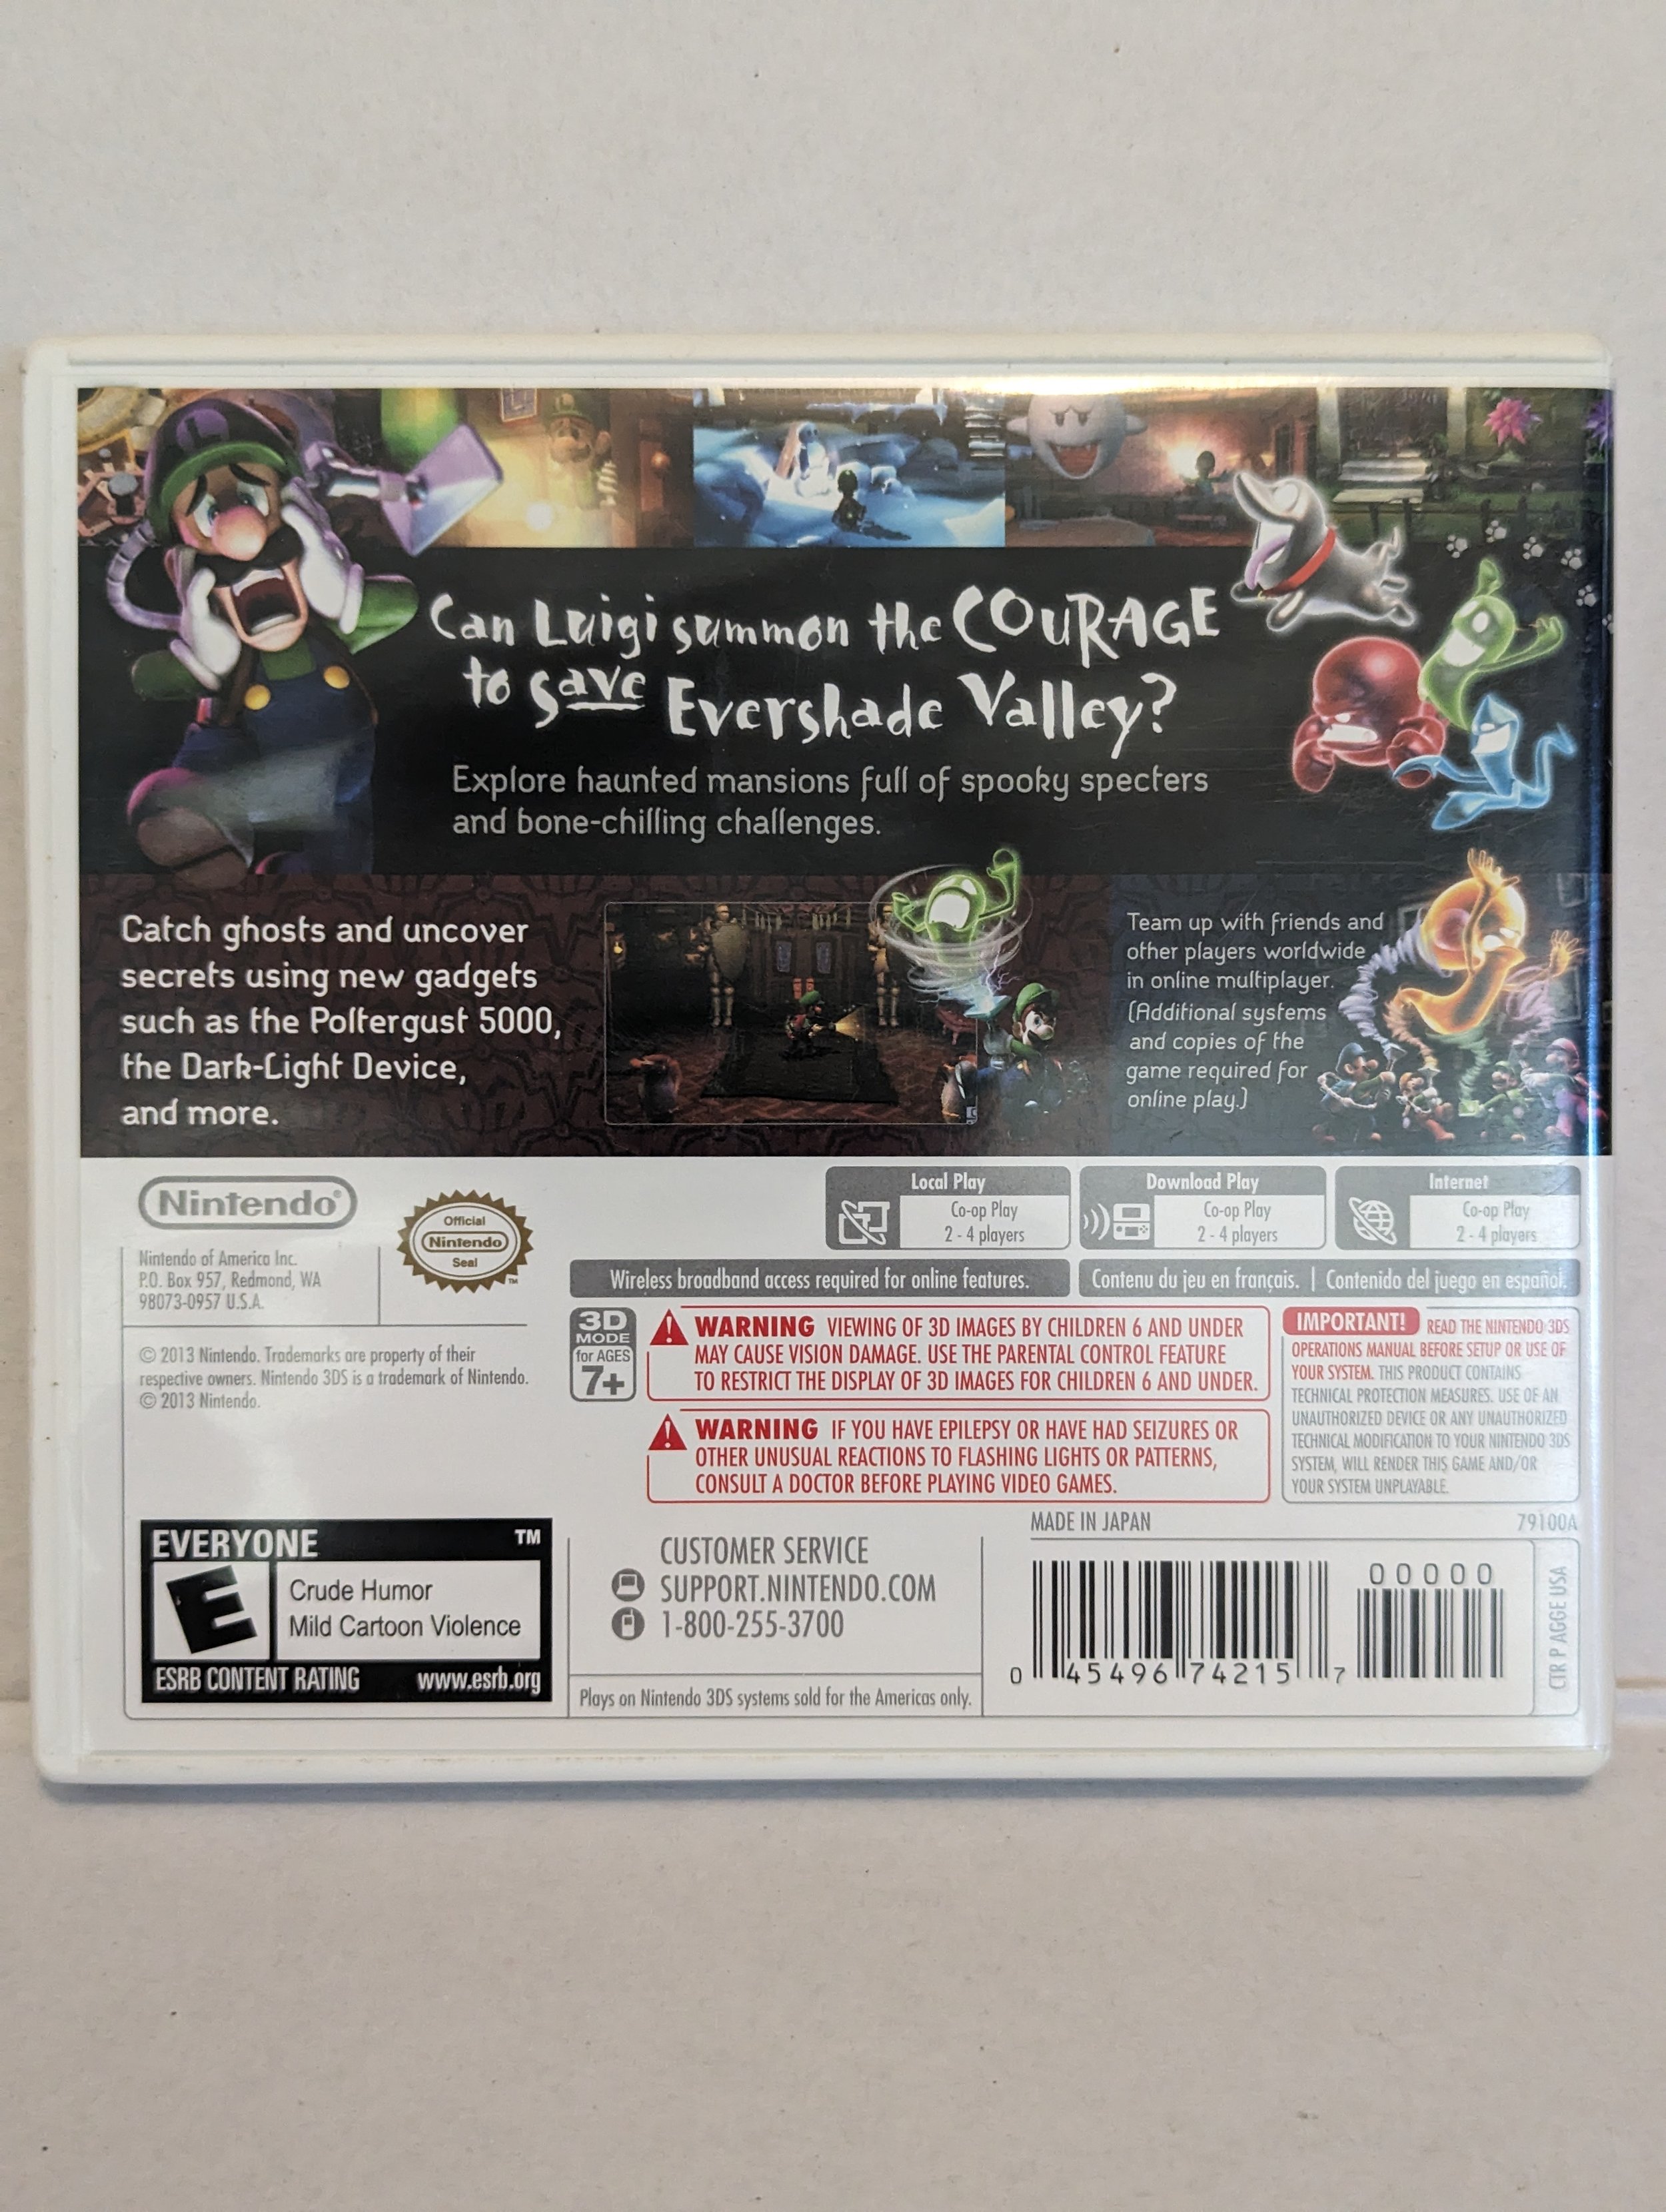 Can Luigi summon the COURAGE
to save Evershade Valley?
Explore haunted mansions full of spooky specters
and bone-chilling challenges.
Catch ghosts and uncover
secrets using new gadgets
such as the Poltergust 5000,
the Dark-Light Device,
and more.
Team up with friends and
other players worldwide
in online multiplayer.
(Additional systems
and copies of the
game required for
online play.)
Nintendo®
Official
Nintendo
Seal
TM
Nintendo of America Inc.
P.O. Box 957, Redmond, WA
98073-0957 U.S.A.
© 2013 Nintendo. Trademarks are property of their
respective owners. Nintendo 3DS is a trademark of Nintendo.
© 2013 Nintendo.
Local Play
Co-op Play
2 - 4 players
Download Play
Co-op Play
2 - 4 players
Internet
Co-op Play
2 - 4 players
Wireless broadband access required for online features.
Contenu du jeu en français. | Contenido del juego en español.
3D
MODE
for AGES
7+
WARNING VIEWING OF 3D IMAGES BY CHILDREN 6 AND UNDER
MAY CAUSE VISION DAMAGE. USE THE PARENTAL CONTROL FEATURE
TO RESTRICT THE DISPLAY OF 3D IMAGES FOR CHILDREN 6 AND UNDER.
WARNING IF YOU HAVE EPILEPSY OR HAVE HAD SEIZURES OR
OTHER UNUSUAL REACTIONS TO FLASHING LIGHTS OR PATTERNS,
CONSULT A DOCTOR BEFORE PLAYING VIDEO GAMES.
IMPORTANT! READ THE NINTENDO 3DS
OPERATIONS MANUAL BEFORE SETUP OR USE OF
YOUR SYSTEM. THIS PRODUCT CONTAINS
TECHNICAL PROTECTION MEASURES. USE OF AN
UNAUTHORIZED DEVICE OR ANY UNAUTHORIZED
TECHNICAL MODIFICATION TO YOUR NINTENDO 3DS
SYSTEM, WILL RENDER THIS GAME AND/OR
YOUR SYSTEM UNPLAYABLE.
EVERYONE TM
E
Crude Humor
Mild Cartoon Violence
ESRB CONTENT RATING www.esrb.org
CUSTOMER SERVICE
SUPPORT.NINTENDO.COM
1-800-255-3700
Plays on Nintendo 3DS systems sold for the Americas only.
MADE IN JAPAN 79100A
00000
0 45496 74215 7
CTR P AGGE USA